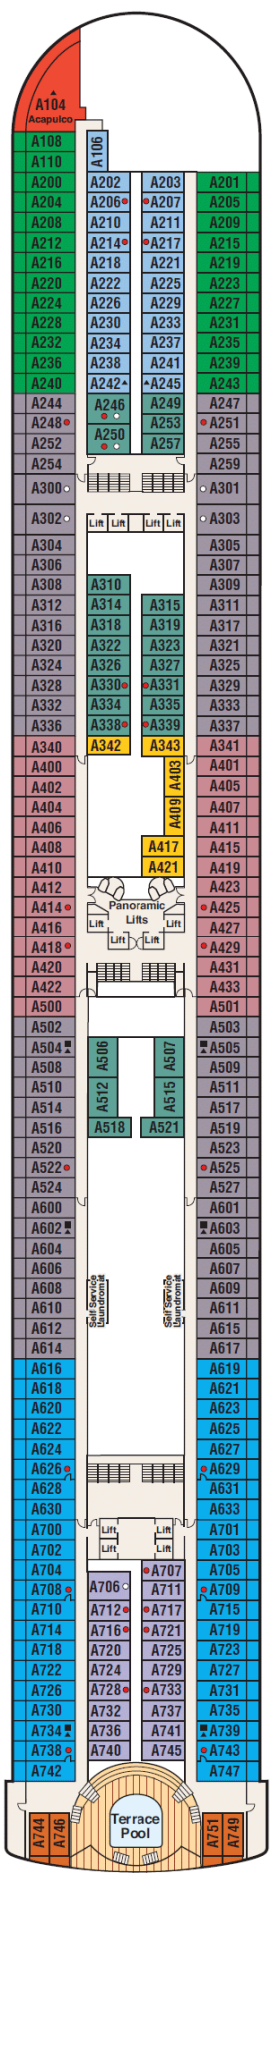 A104
Acapulco
A108 A106
A110
A200 A202 A203 A201
A204 A206 A207 A205
A208 A210 A211 A209
A212 A214 A217 A215
A216 A218 A221 A219
A220 A222 A225 A223
A224 A226 A229 A227
A228 A230 A233 A231
A232 A234 A237 A235
A236 A238 A241 A239
A240 A242 A245 A243
A244 A246 A249 A247
A248 A253 A251
A252 A250 A257 A255
A254 A259
A300 A301
A302 Lift Lift Lift Lift A303
A304 A305
A306 A307
A308 A310 A309
A312 A314 A315 A311
A316 A318 A319 A317
A320 A322 A323 A321
A324 A326 A327 A325
A328 A330 A331 A329
A332 A334 A335 A333
A336 A338 A339 A337
A340 A342 A343 A341
A400 A403 A401
A402 A405
A404 A409 A407
A406 A411
A408 A417 A415
A410 A421 A419
A412 A423
A414 Panoramic A425
A416 Lift Lifts Lift A427
A418 Lift Lift A429
A420 A431
A422 A433
A500 A501
A502 A503
A504 A506 A507 A505
A508 A509
A510 A512 A515 A511
A514 A517
A516 A518 A521 A519
A520 A523
A522 A525
A524 A527
A600 A601
A602 A603
A604 A605
A606 A607
A608 Self Service Laundromat Self Service Laundromat A609
A610 A611
A612 A615
A614 A617
A616 A619
A618 A621
A620 A623
A622 A625
A624 A627
A626 A629
A628 A631
A630 A633
A700 Lift Lift A701
A702 Lift Lift A703
A704 A707 A705
A708 A706 A711 A709
A710 A712 A717 A715
A714 A716 A721 A719
A718 A720 A725 A723
A722 A724 A729 A727
A726 A728 A733 A731
A730 A732 A737 A735
A734 A736 A741 A739
A738 A740 A745 A743
A742 A747
A744 A746 Terrace A751 A749
Pool